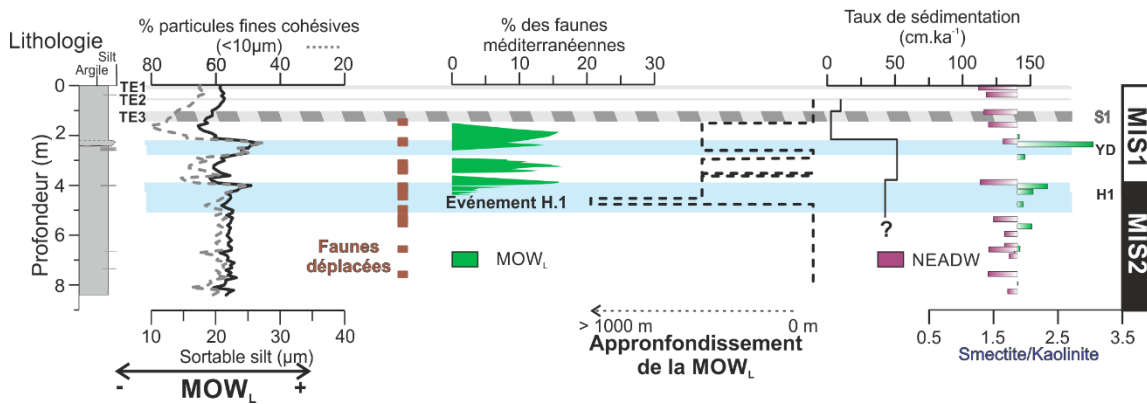 Lithologie
Silt
Argile
% particules fines cohésives
(<10µm)
80 60 40 20
% des faunes
méditerranéennes
0 10 20 30
Taux de sédimentation
(cm.ka⁻¹)
0 50 100 150
Profondeur (m)
0
2
4
6
8
TE1
TE2
TE3
S1
YD
H1
MIS1
MIS2
Evénement H.1
Faunes
déplacées
MOWL
NEADW
?
10 20 30 40
Sortable silt (µm)
- MOWL +
> 1000 m 0 m
Appronfondissement
de la MOWL
0.5 1.5 2.5 3.5
Smectite/Kaolinite